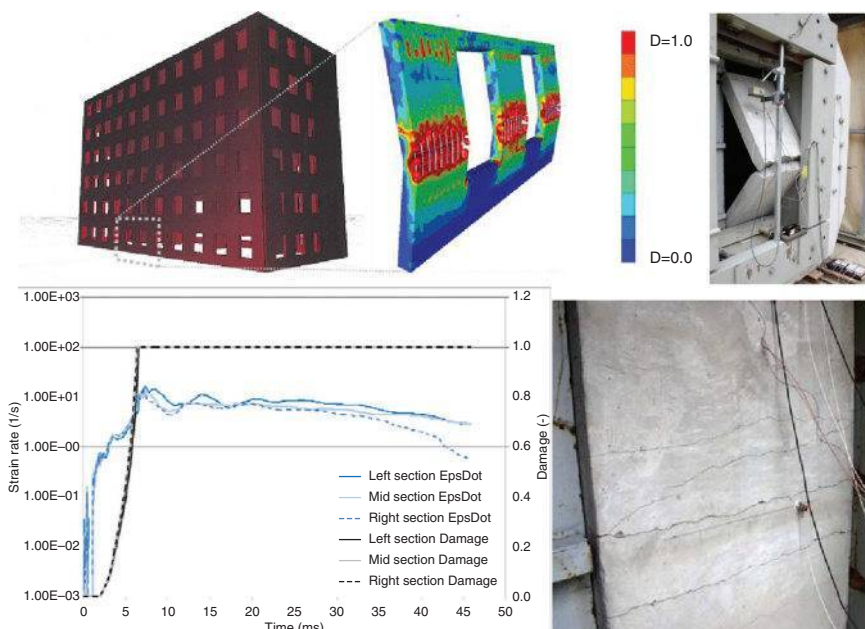 D=1.0
D=0.0
1.00E+03
1.00E+02
1.00E+01
1.00E−00
1.00E−01
1.00E−02
1.00E−03
Strain rate (1/s)
1.2
1.0
0.8
0.6
0.4
0.2
0.0
Damage (-)
Left section EpsDot
Mid section EpsDot
Right section EpsDot
Left section Damage
Mid section Damage
Right section Damage
0 5 10 15 20 25 30 35 40 45 50
Time (ms)